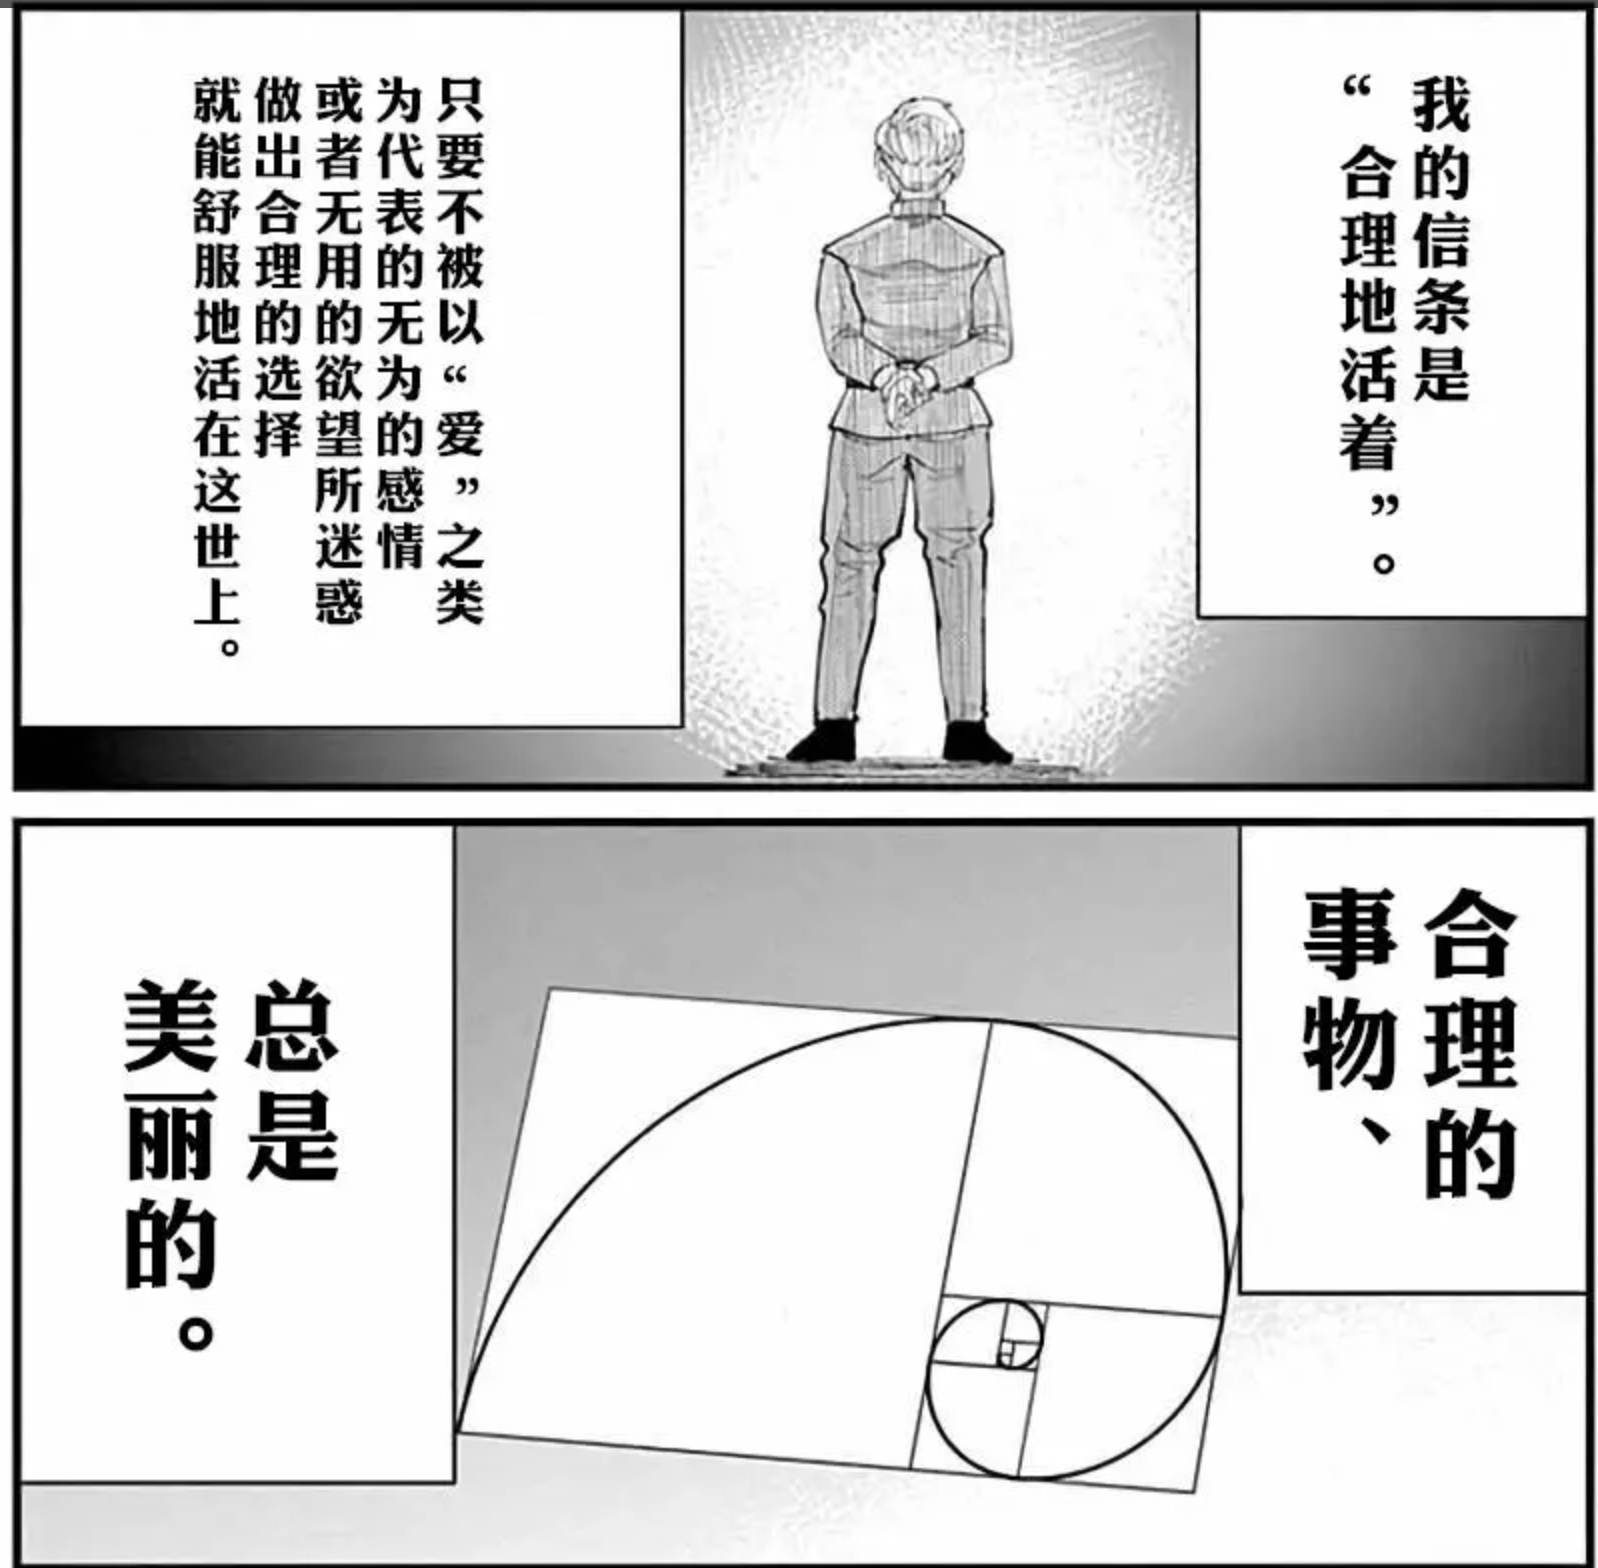 我的信条是
“合理地活着”。
只要不被以“爱”之类
为代表的无为的感情
或者无用的欲望所迷惑
做出合理的选择
就能舒服地活在这世上。
合理的
事物、
总是
美丽的。